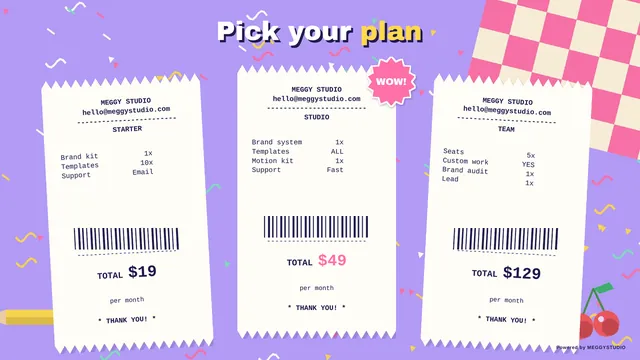 Pick your plan
MEGGY STUDIO
hello@meggystudio.com
STARTER
Brand kit 1x
Templates 10x
Support Email
TOTAL $19
per month
* THANK YOU! *
WOW!
MEGGY STUDIO
hello@meggystudio.com
STUDIO
Brand system 1x
Templates ALL
Motion kit 1x
Support Fast
TOTAL $49
per month
* THANK YOU! *
MEGGY STUDIO
hello@meggystudio.com
TEAM
Seats 5x
Custom work YES
Brand audit 1x
Lead 1x
TOTAL $129
per month
* THANK YOU! *
Powered by MEGGYSTUDIO